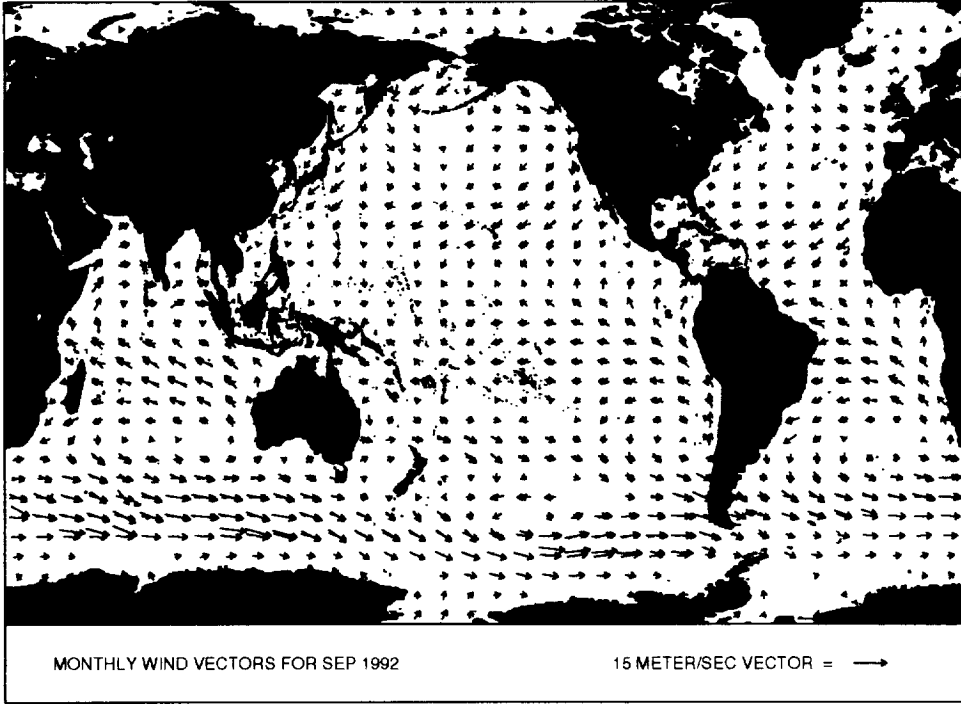 MONTHLY WIND VECTORS FOR SEP 1992
15 METER/SEC VECTOR =